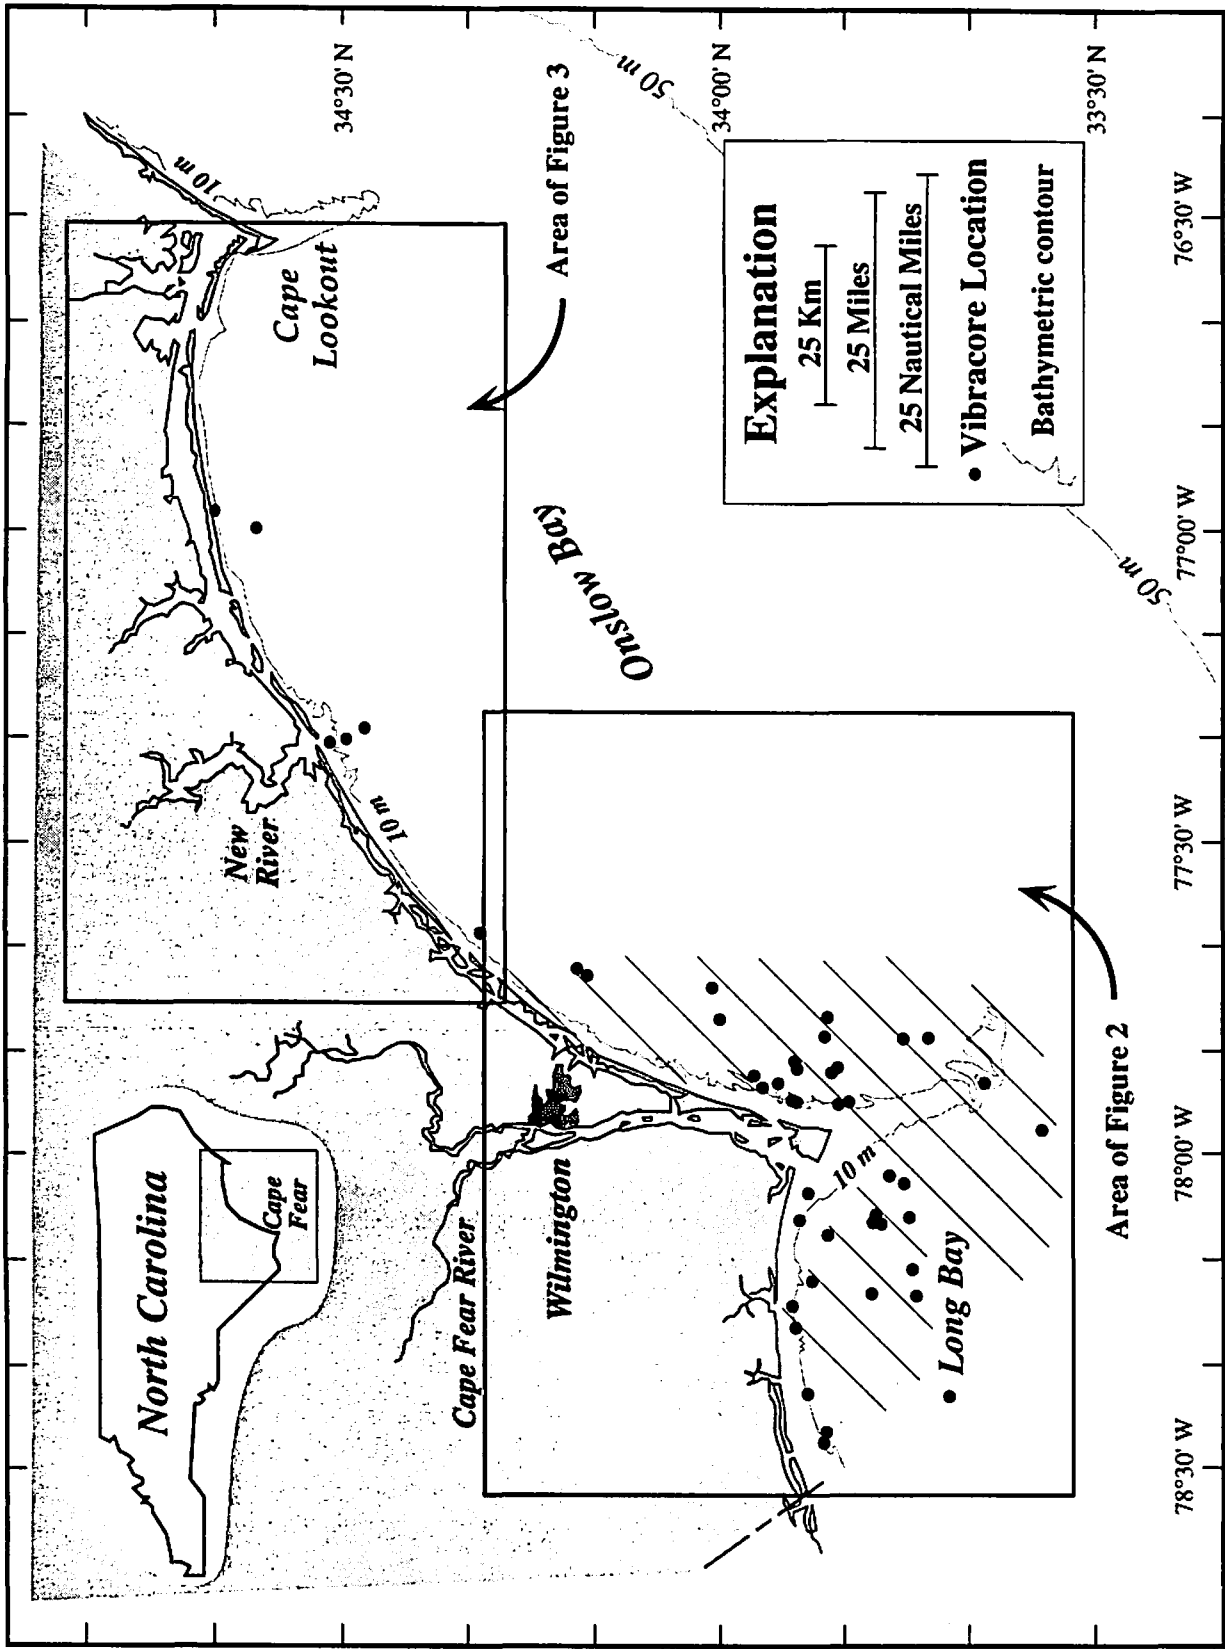 North Carolina
Cape
Fear
New
River
Cape
Lookout
10 m
34°30' N
Area of Figure 3
10 m
50 m
Onslow Bay
34°00' N
Cape Fear River
Wilmington
Explanation
25 Km
25 Miles
25 Nautical Miles
Vibracore Location
Bathymetric contour
33°30' N
10 m
Long Bay
50 m
Area of Figure 2
78°30' W
78°00' W
77°30' W
77°00' W
76°30' W